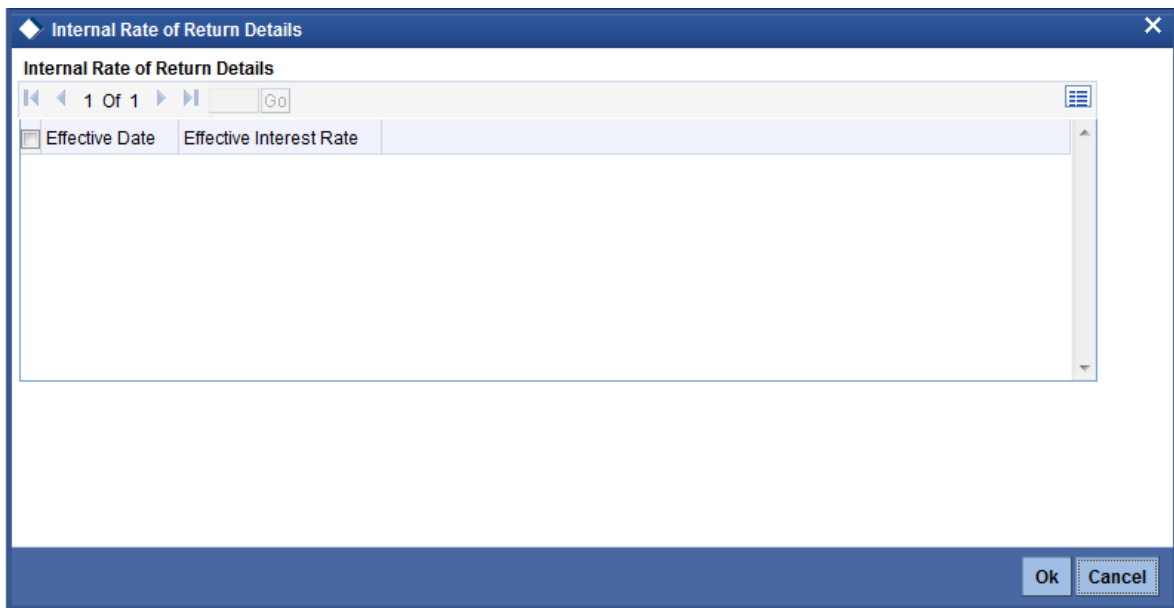 Internal Rate of Return Details
Internal Rate of Return Details
1 Of 1 Go
Effective Date Effective Interest Rate
Ok Cancel